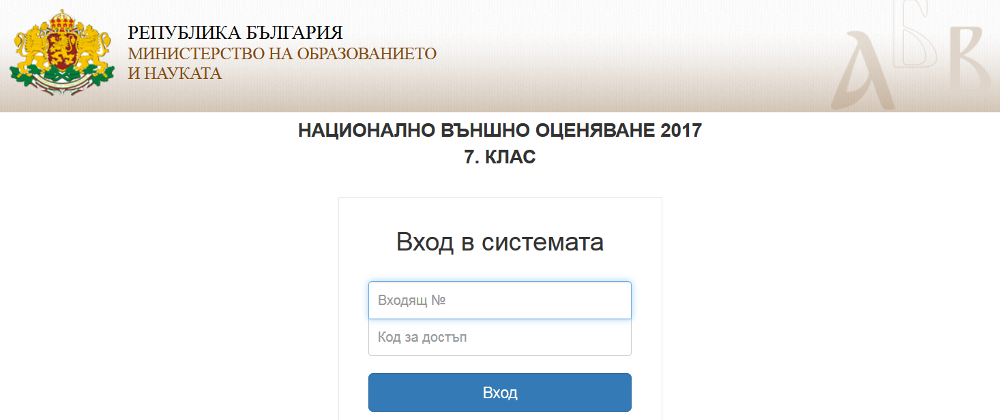 РЕПУБЛИКА БЪЛГАРИЯ
МИНИСТЕРСТВО НА ОБРАЗОВАНИЕТО
И НАУКАТА
А Б В
НАЦИОНАЛНО ВЪНШНО ОЦЕНЯВАНЕ 2017
7. КЛАС
Вход в системата
Входящ №
Код за достъп
Вход